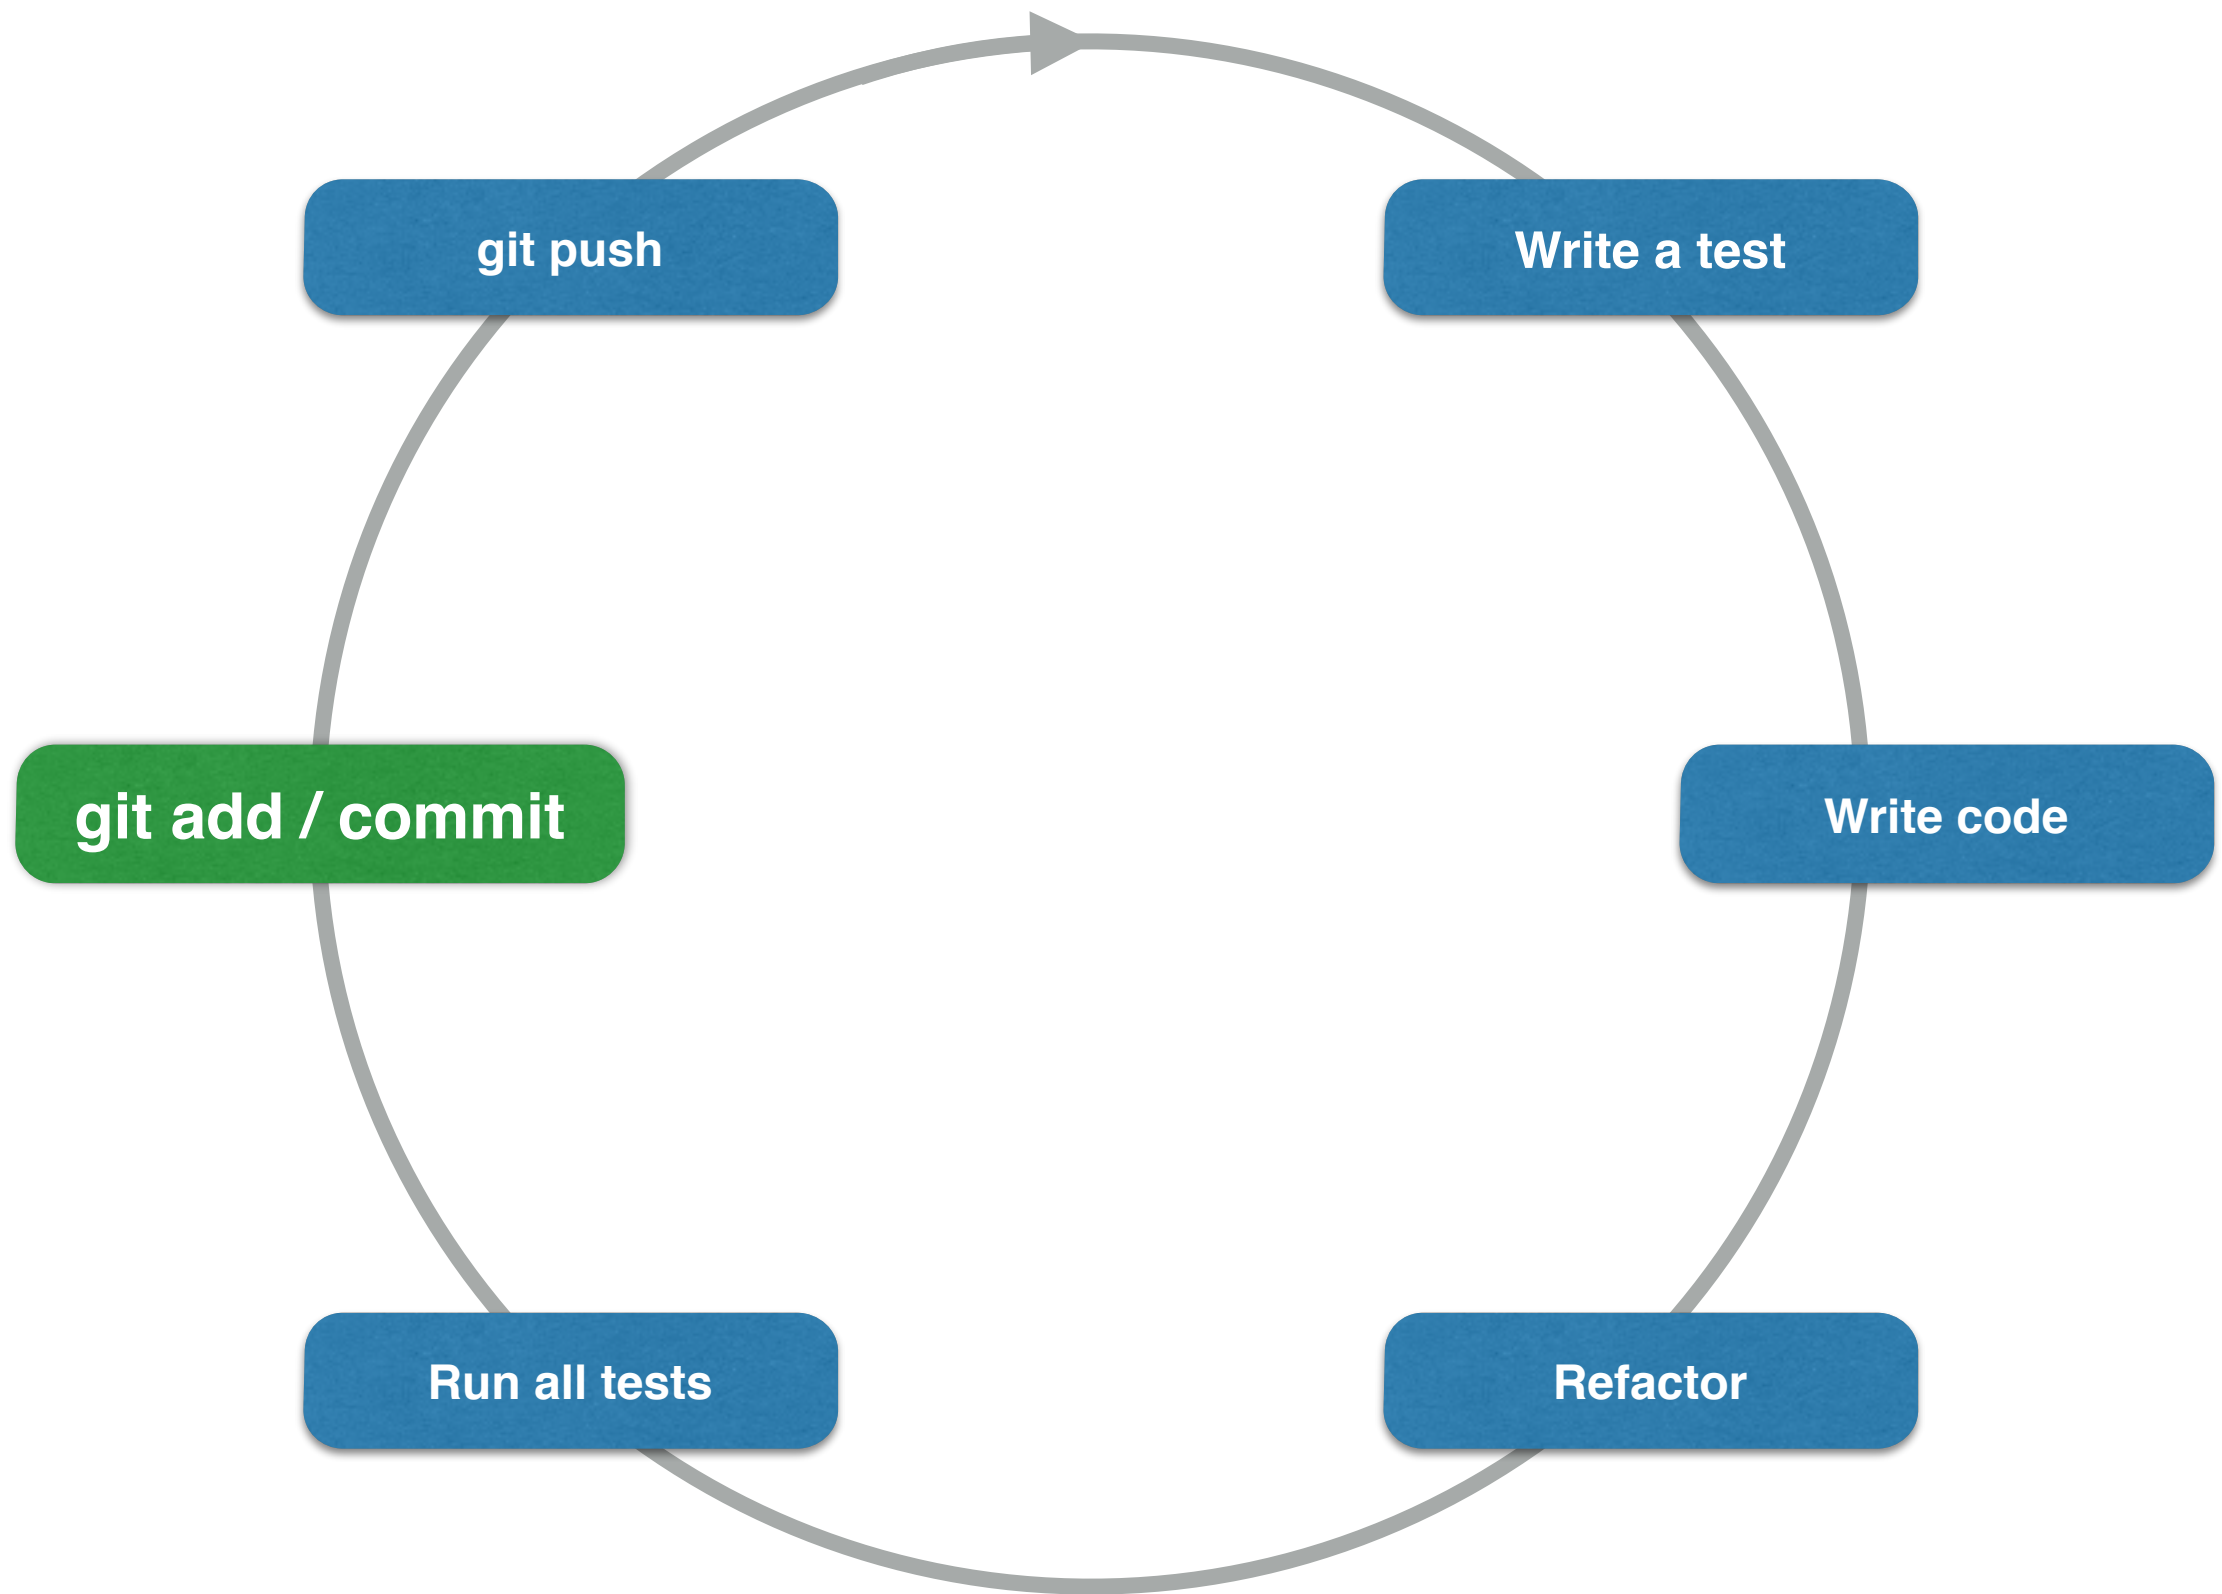 git push
Write a test
git add / commit
Write code
Run all tests
Refactor